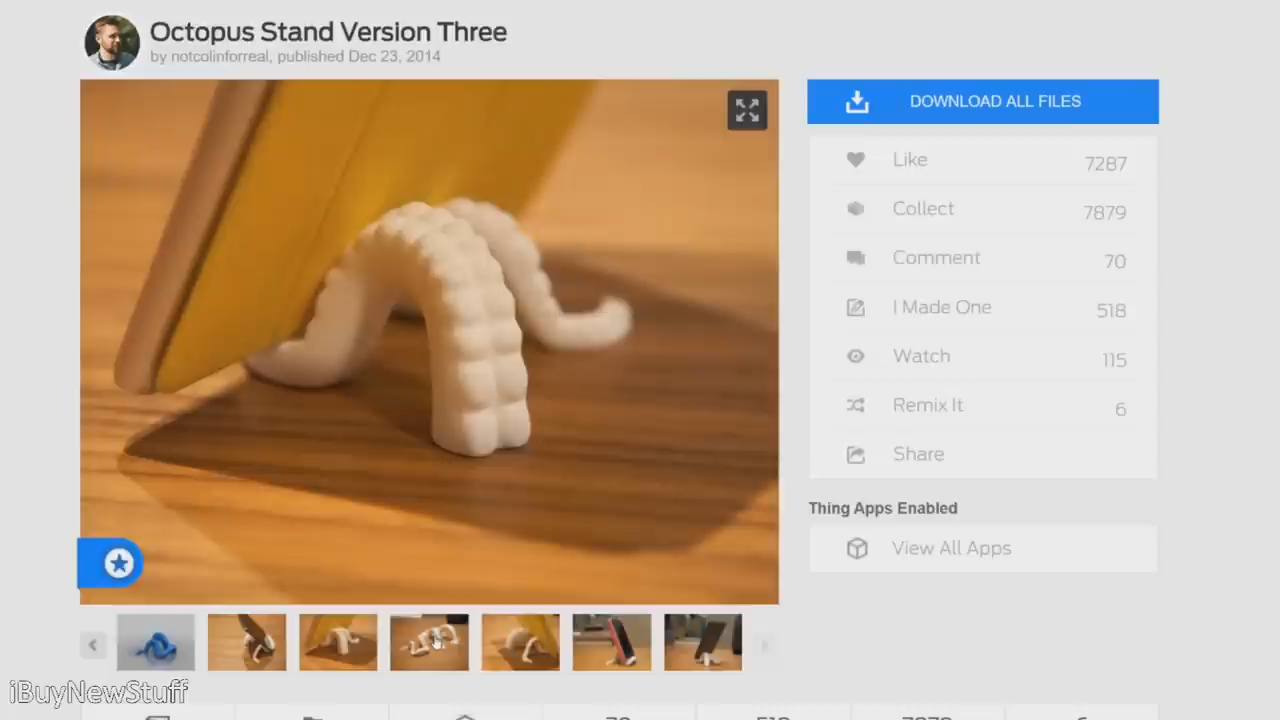 Octopus Stand Version Three
by notcolinforreal, published Dec 23, 2014
DOWNLOAD ALL FILES
Like 7287
Collect 7879
Comment 70
I Made One 518
Watch 115
Remix It 6
Share
Thing Apps Enabled
View All Apps
iBuyNewStuff